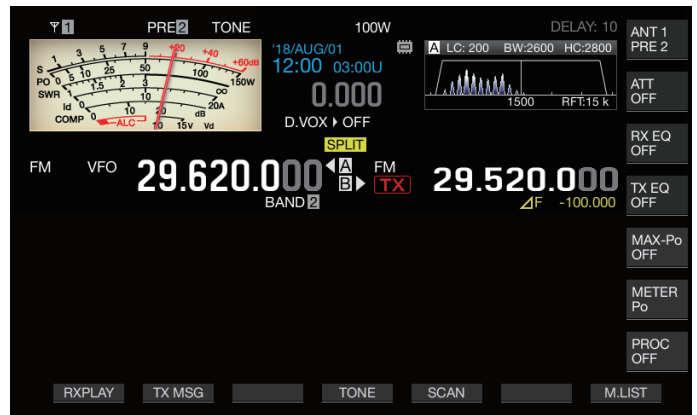 1 PRE2 TONE 100W DELAY: 10
ANT 1
PRE 2
S 1 3 5 7 9 +20 +40 +60dB
PO 0 5 10 25 50 100 150W
SWR 1 1.5 2 3 ∞
Id 0 10 20A
COMP 0 10 20 dB
ALC 10 15V Vd
'18/AUG/01
12:00 03:00U
0.000
D.VOX ▸ OFF
A LC: 200 BW:2600 HC:2800
1500 RFT:15 k
ATT
OFF
RX EQ
OFF
SPLIT
FM VFO 29.620.000 ◀A
B▶ FM
TX 29.520.000
BAND 2
⊿F -100.000
TX EQ
OFF
MAX-Po
OFF
METER
Po
PROC
OFF
RXPLAY TX MSG TONE SCAN M.LIST